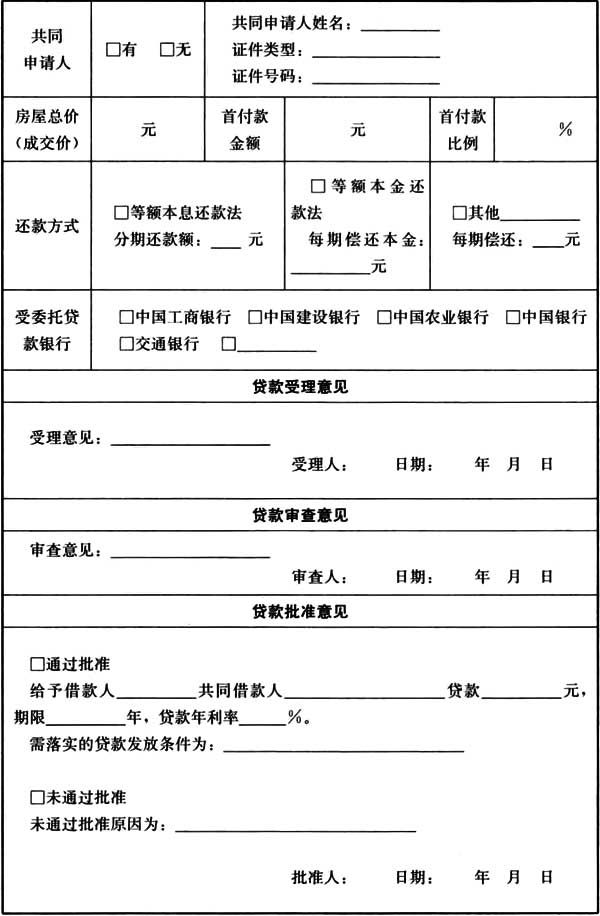 共同
申请人
□有 □无
共同申请人姓名：__________
证件类型：________________
证件号码：________________
房屋总价
（成交价）
元
首付款
金额
元
首付款
比例
%
还款方式
□等额本息还款法
分期还款额：____元
□等额本金还
款法
每期偿还本金：
__________元
□其他__________
每期偿还：____元
受委托贷
款银行
□中国工商银行 □中国建设银行 □中国农业银行 □中国银行
□交通银行 □__________
贷款受理意见
受理意见：____________________
受理人： 日期： 年 月 日
贷款审查意见
审查意见：____________________
审查人： 日期： 年 月 日
贷款批准意见
□通过批准
给予借款人__________共同借款人____________________贷款__________元，
期限__________年，贷款年利率______%。
需落实的贷款发放条件为：______________________________
□未通过批准
未通过批准原因为：______________________________
批准人： 日期： 年 月 日